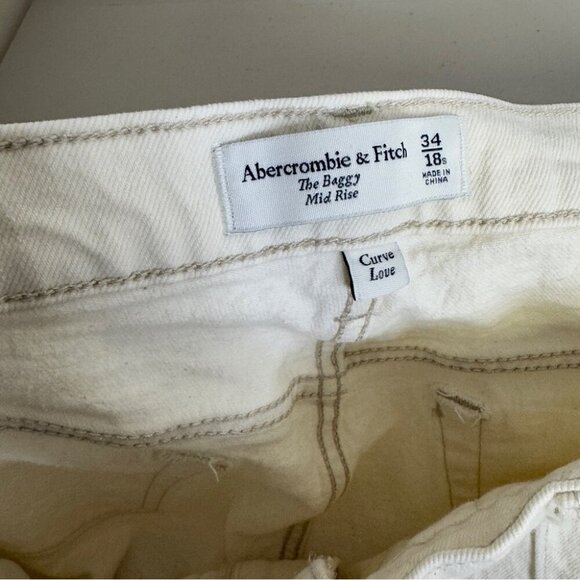 Abercrombie & Fitch
The Baggy
Mid Rise
34
18s
MADE IN
CHINA
Curve
Love